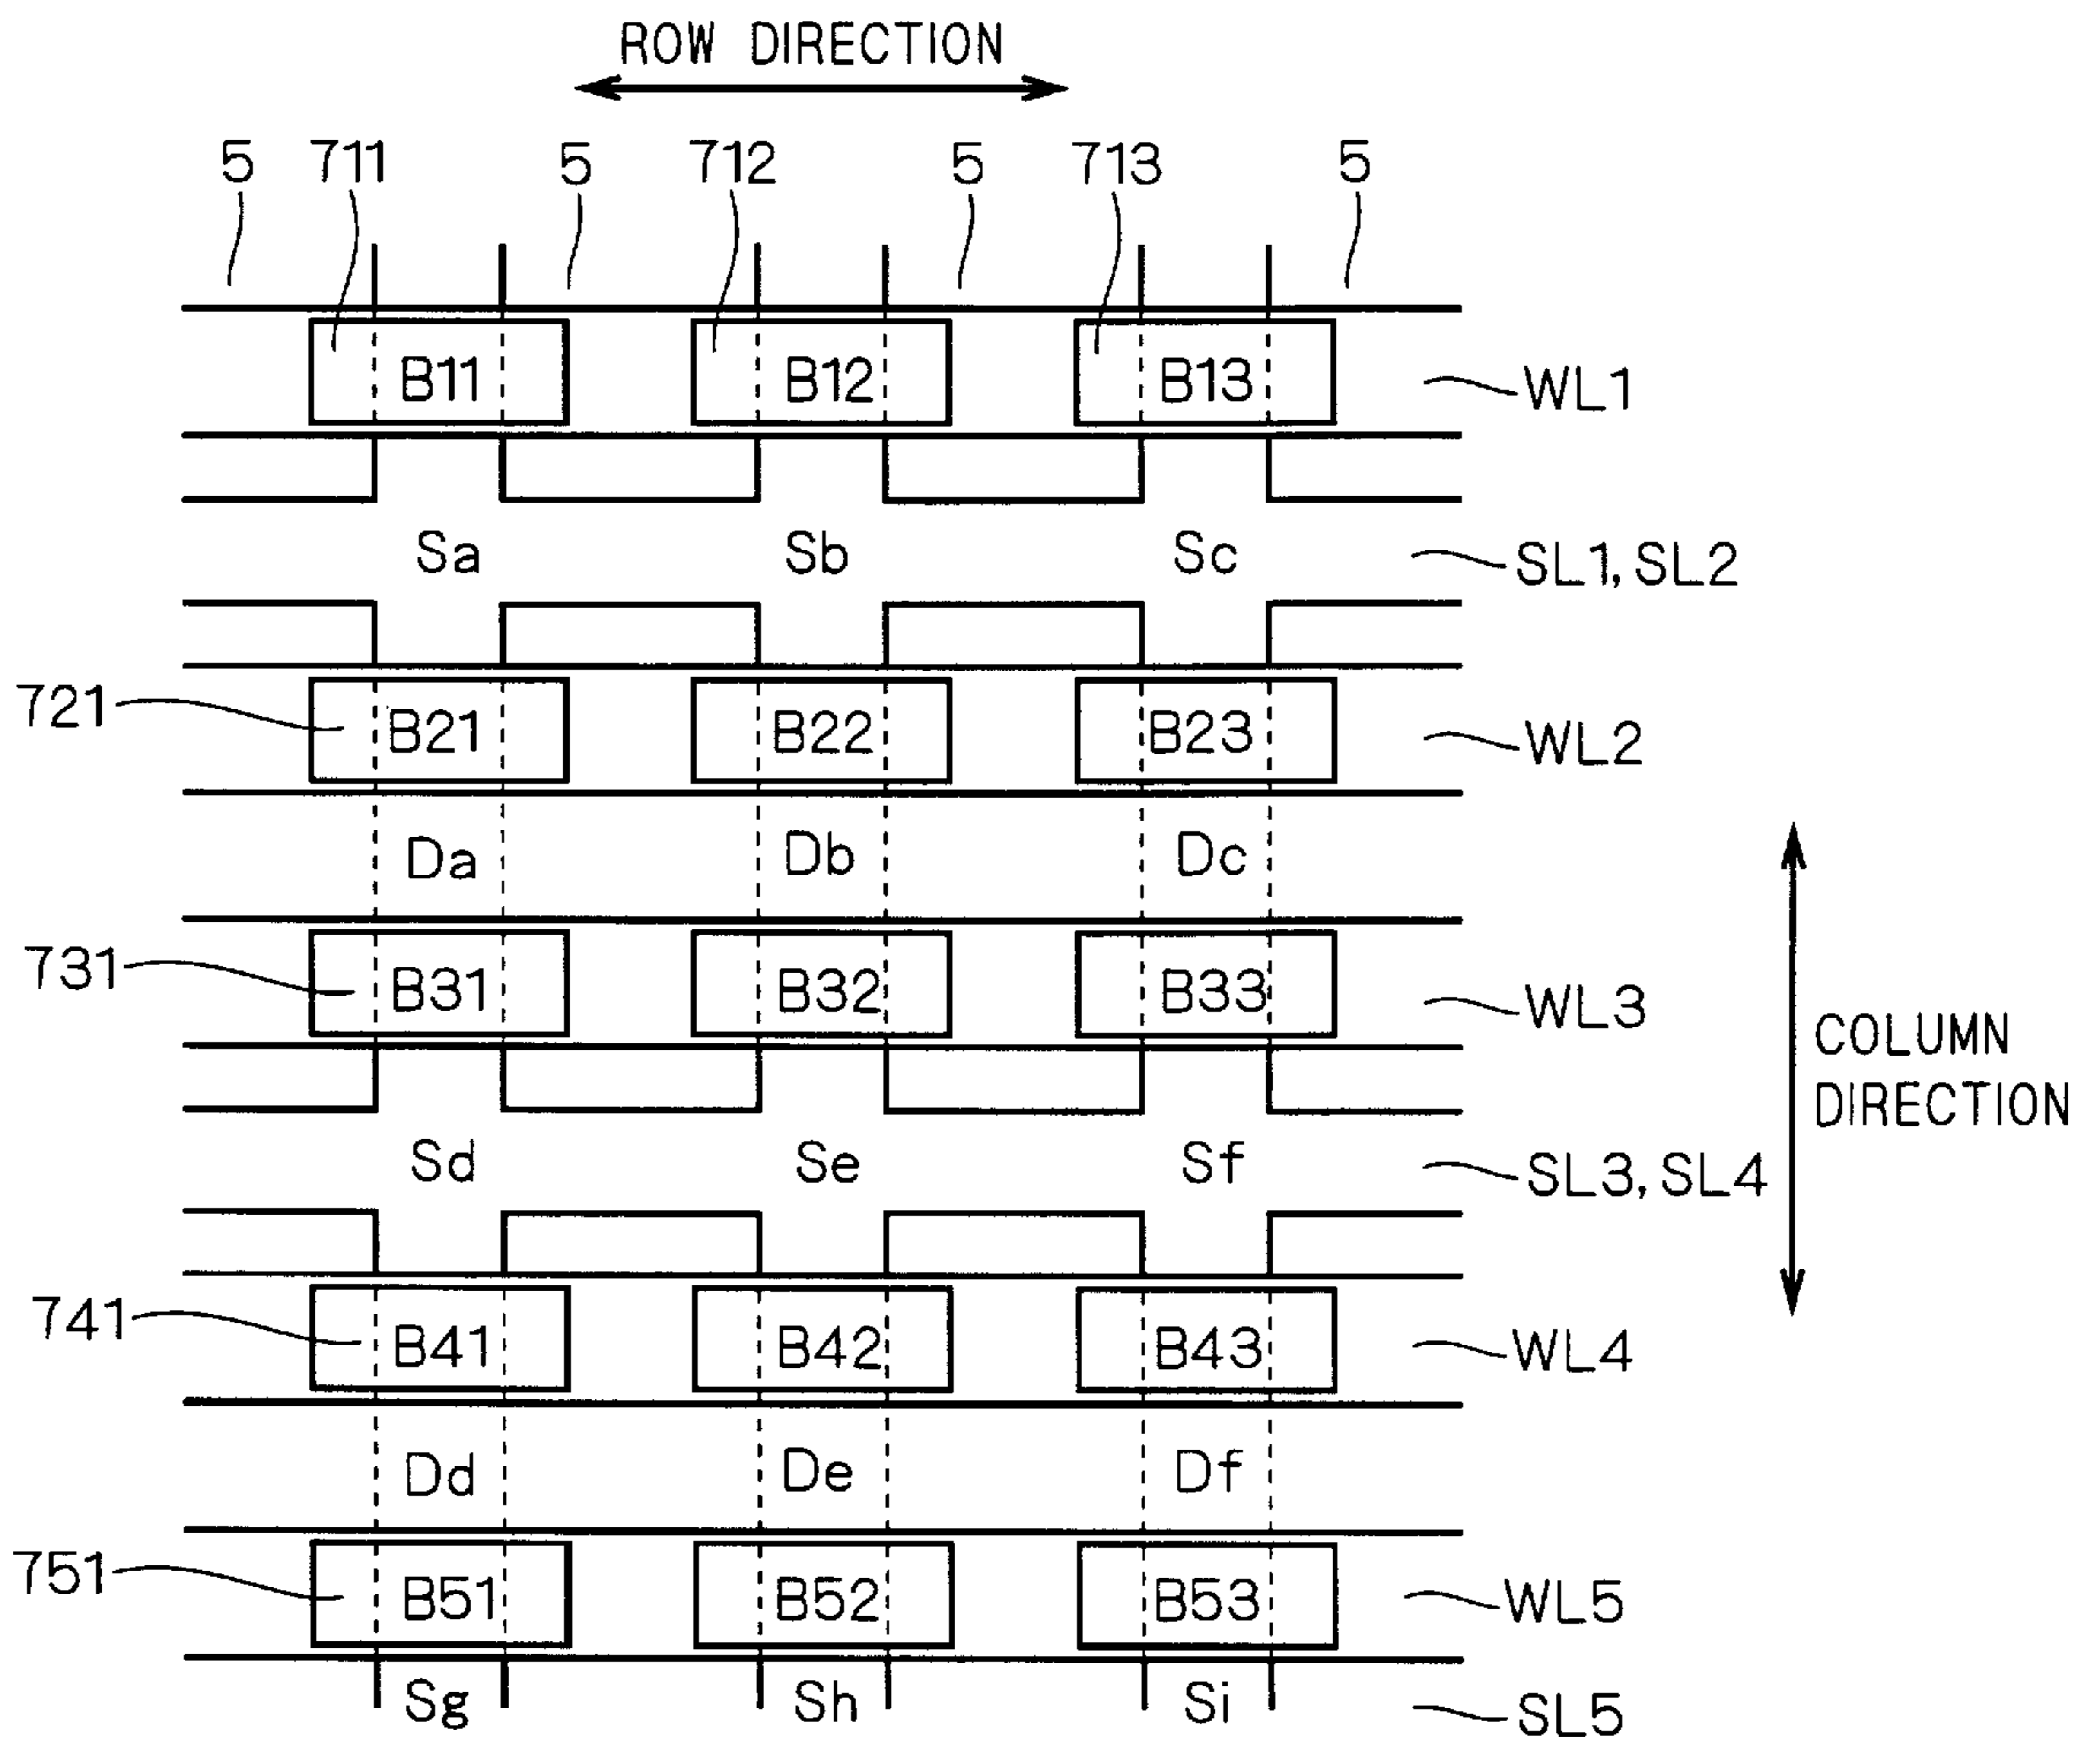 ROW DIRECTION
5 711 5 712 5 713 5
B11 B12 B13 WL1
Sa Sb Sc SL1, SL2
721 B21 B22 B23 WL2
Da Db Dc
731 B31 B32 B33 WL3
COLUMN
DIRECTION
Sd Se Sf SL3, SL4
741 B41 B42 B43 WL4
Dd De Df
751 B51 B52 B53 WL5
Sg Sh Si SL5